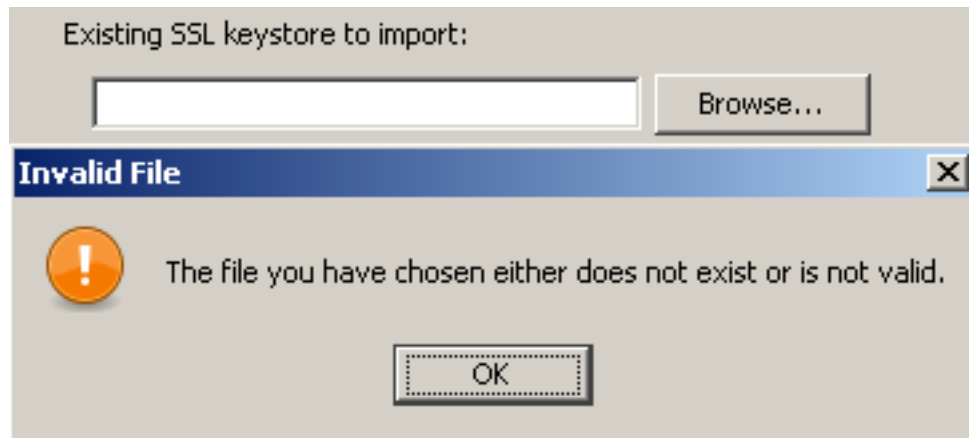 Existing SSL keystore to import:
Browse...
Invalid File
The file you have chosen either does not exist or is not valid.
OK